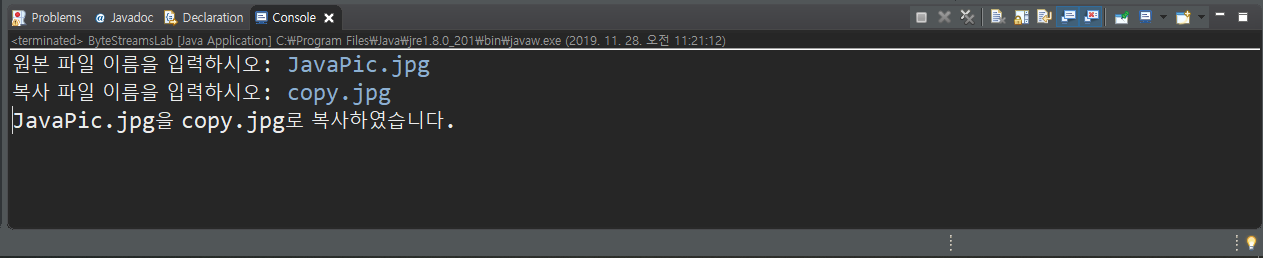 Problems @ Javadoc Declaration Console
<terminated> ByteStreamsLab [Java Application] C:₩Program Files₩Java₩jre1.8.0_201₩bin₩javaw.exe (2019. 11. 28. 오전 11:21:12)
원본 파일 이름을 입력하시오: JavaPic.jpg
복사 파일 이름을 입력하시오: copy.jpg
JavaPic.jpg을 copy.jpg로 복사하였습니다.